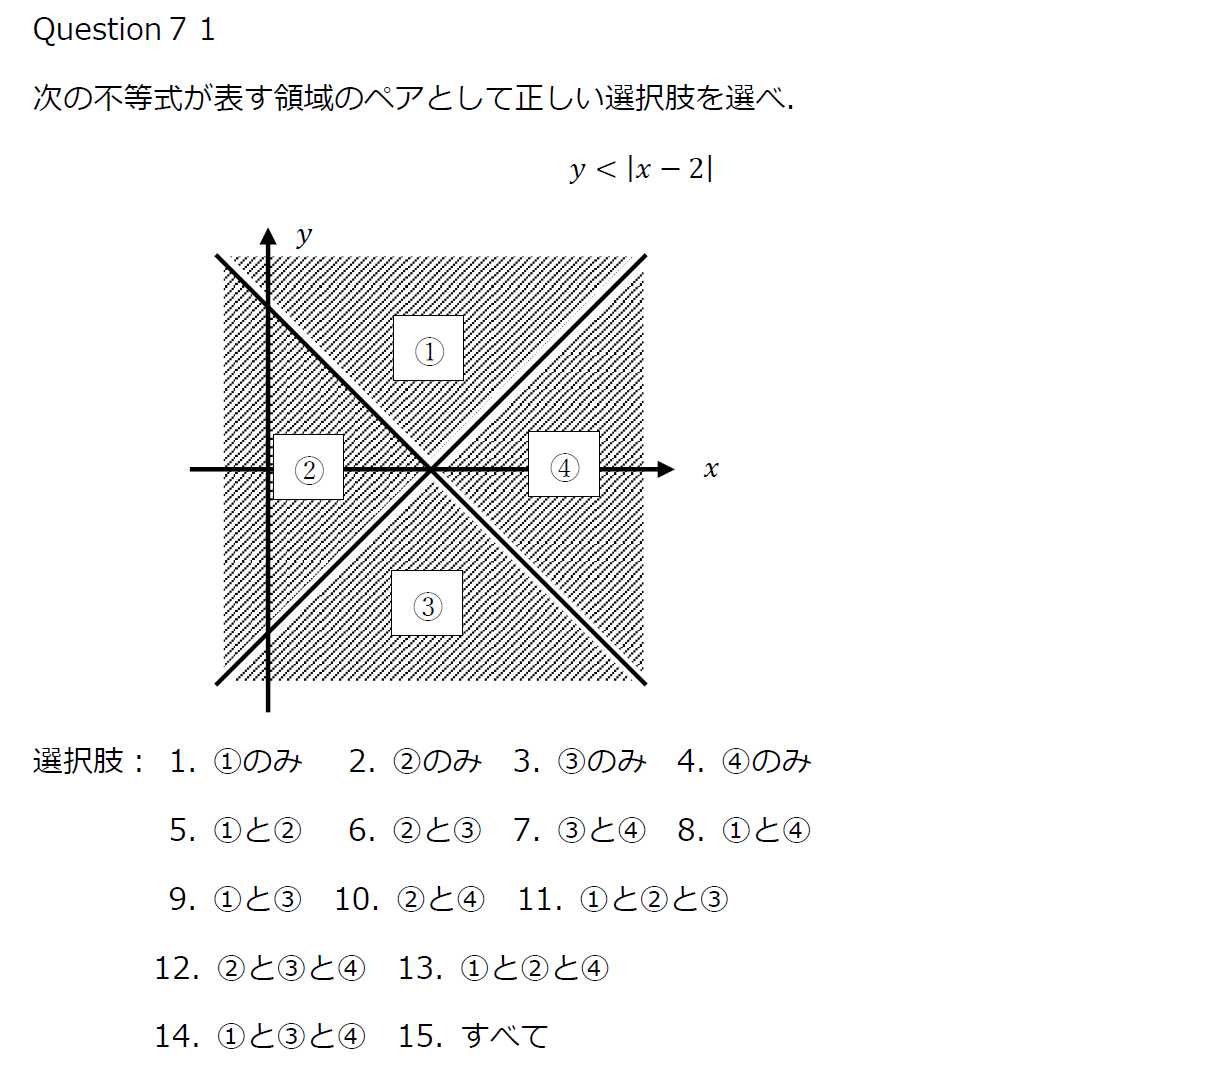 Question７１
次の不等式が表す領域のペアとして正しい選択肢を選べ.
y < |x − 2|
y
①
②
④
x
③
選択肢： 1. ①のみ 2. ②のみ 3. ③のみ 4. ④のみ
5. ①と② 6. ②と③ 7. ③と④ 8. ①と④
9. ①と③ 10. ②と④ 11. ①と②と③
12. ②と③と④ 13. ①と②と④
14. ①と③と④ 15. すべて